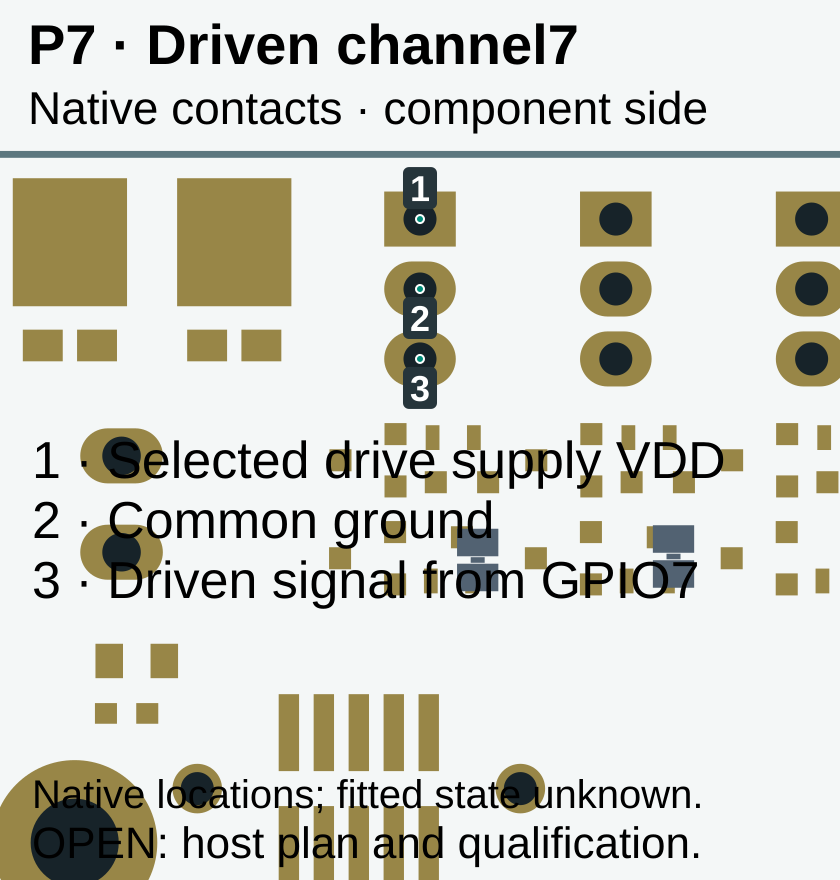 P7 · Driven channel7
Native contacts · component side
1
2
3
1 · Selected drive supply VDD
2 · Common ground
3 · Driven signal from GPIO7
Native locations; fitted state unknown.
OPEN: host plan and qualification.